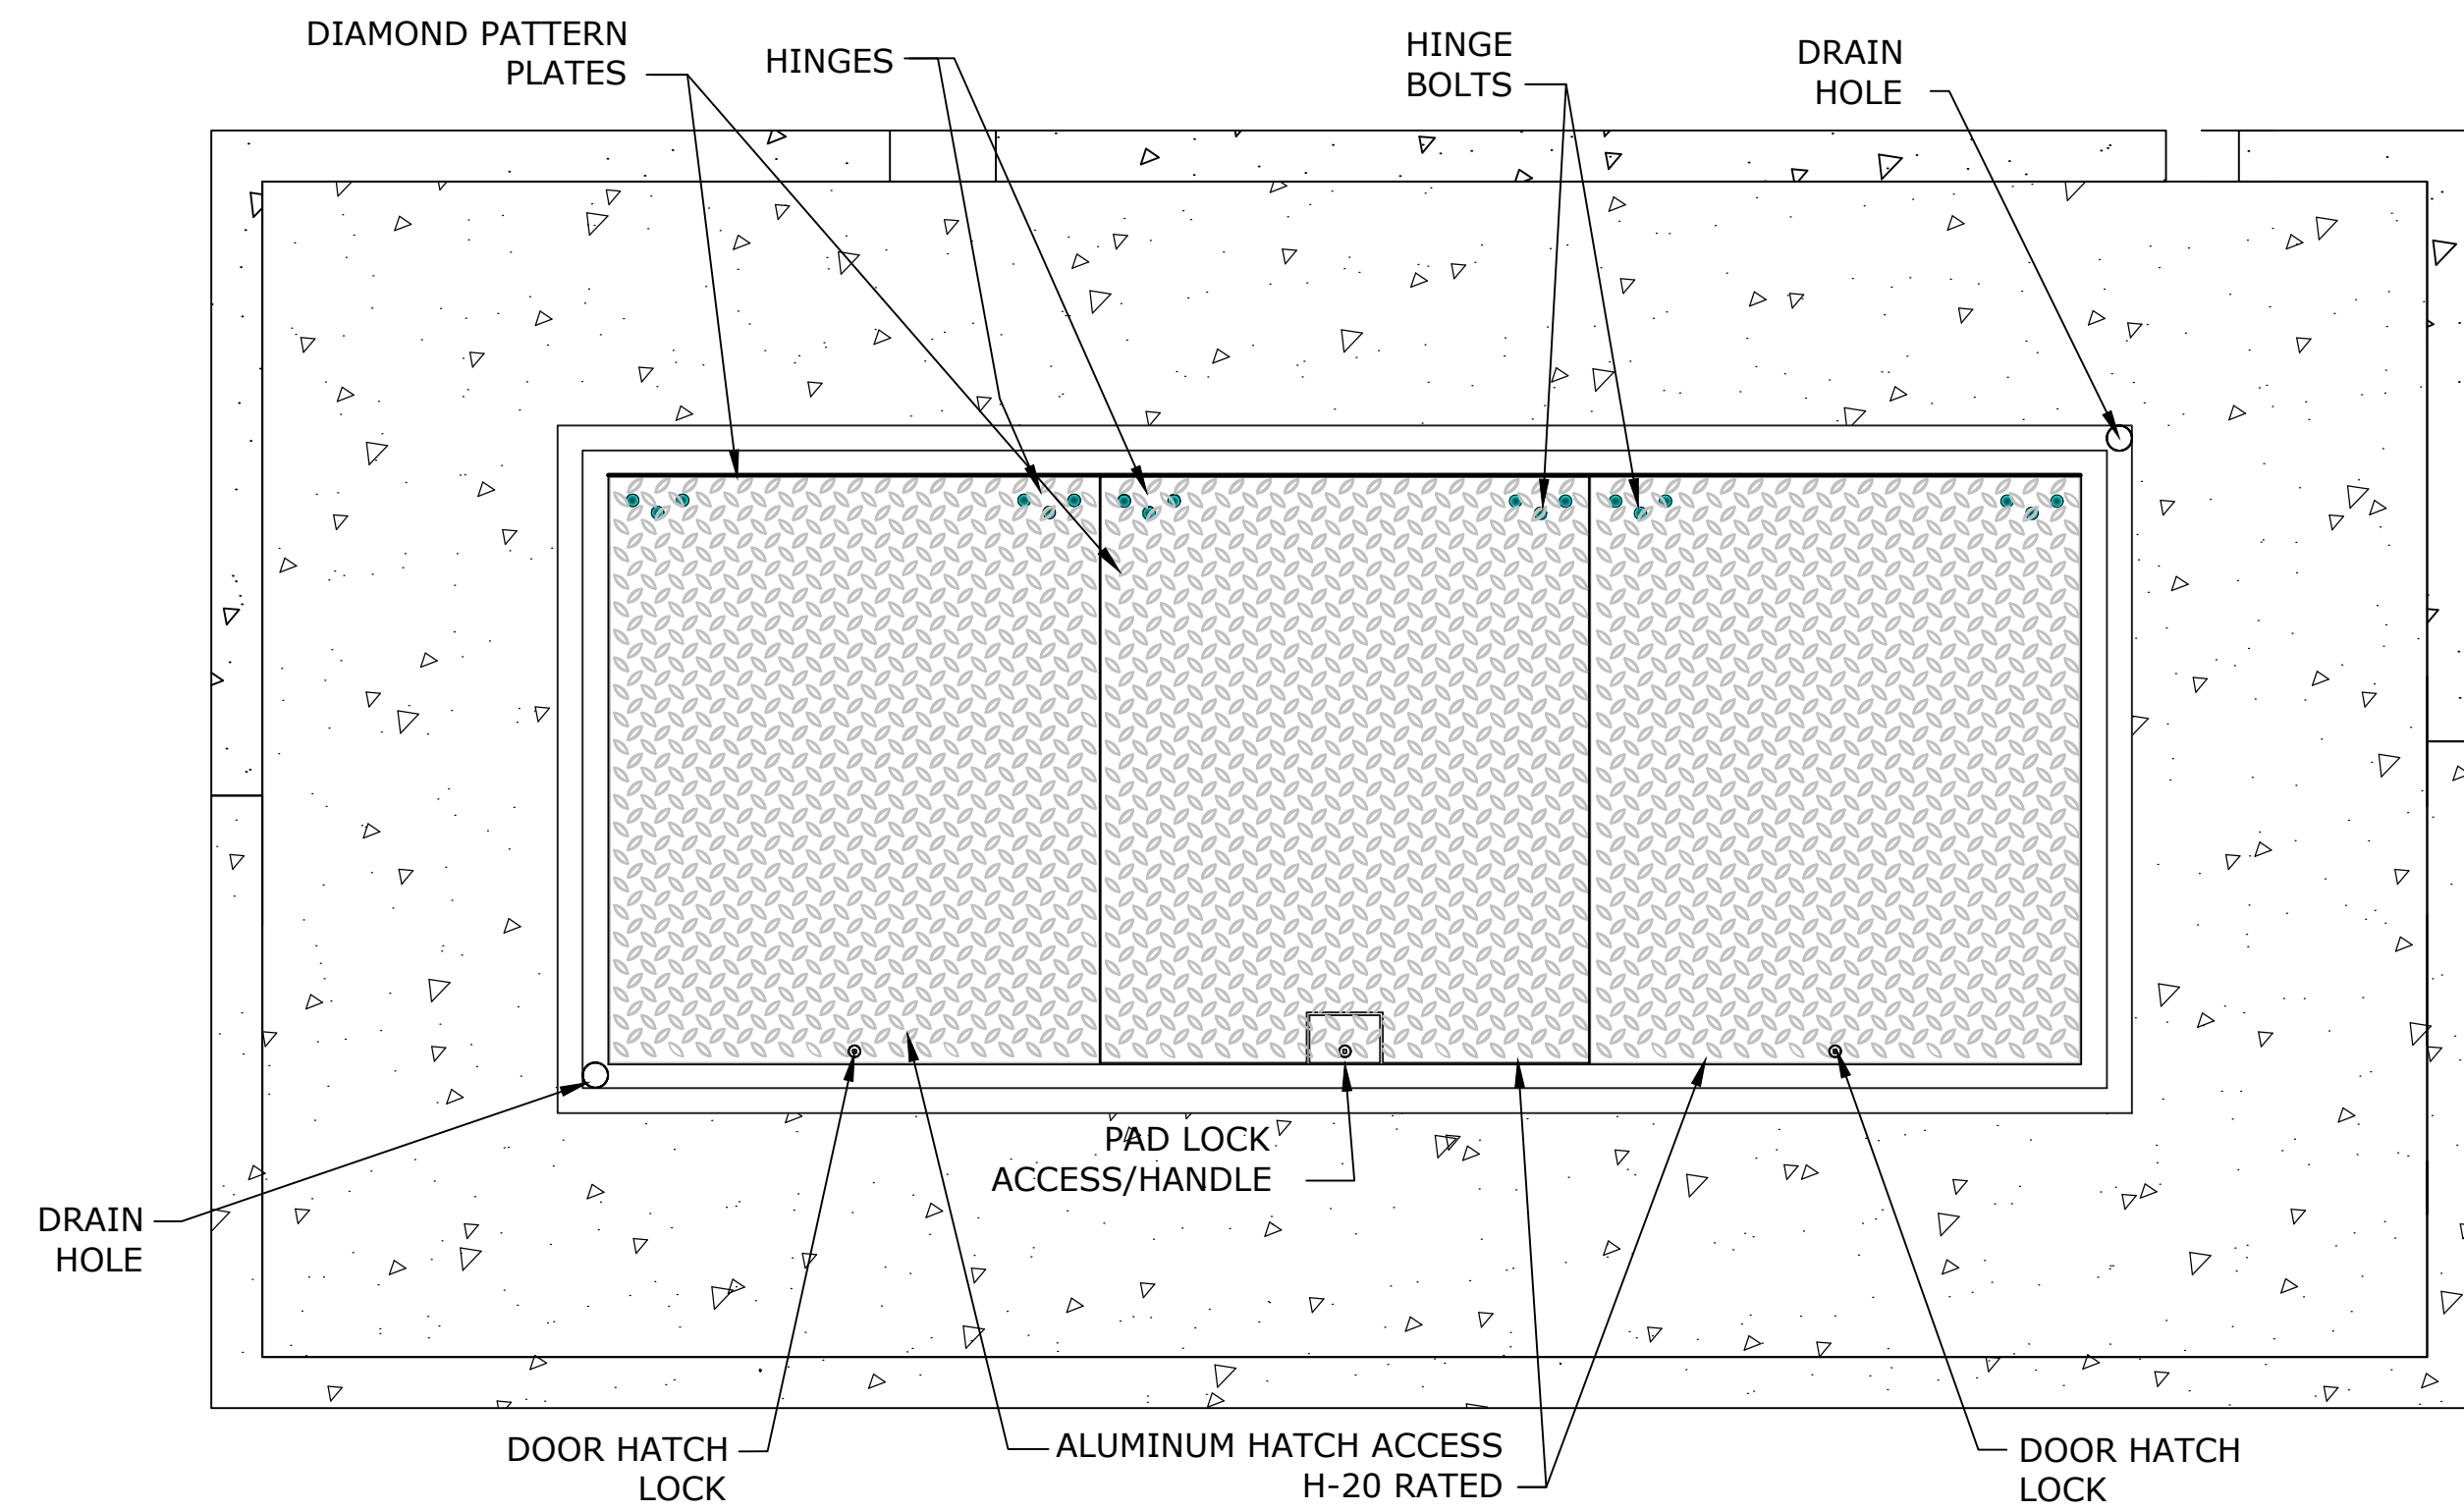 DIAMOND PATTERN
PLATES
HINGES
HINGE
BOLTS
DRAIN
HOLE
PAD LOCK
ACCESS/HANDLE
DRAIN
HOLE
DOOR HATCH
LOCK
ALUMINUM HATCH ACCESS
H-20 RATED
DOOR HATCH
LOCK